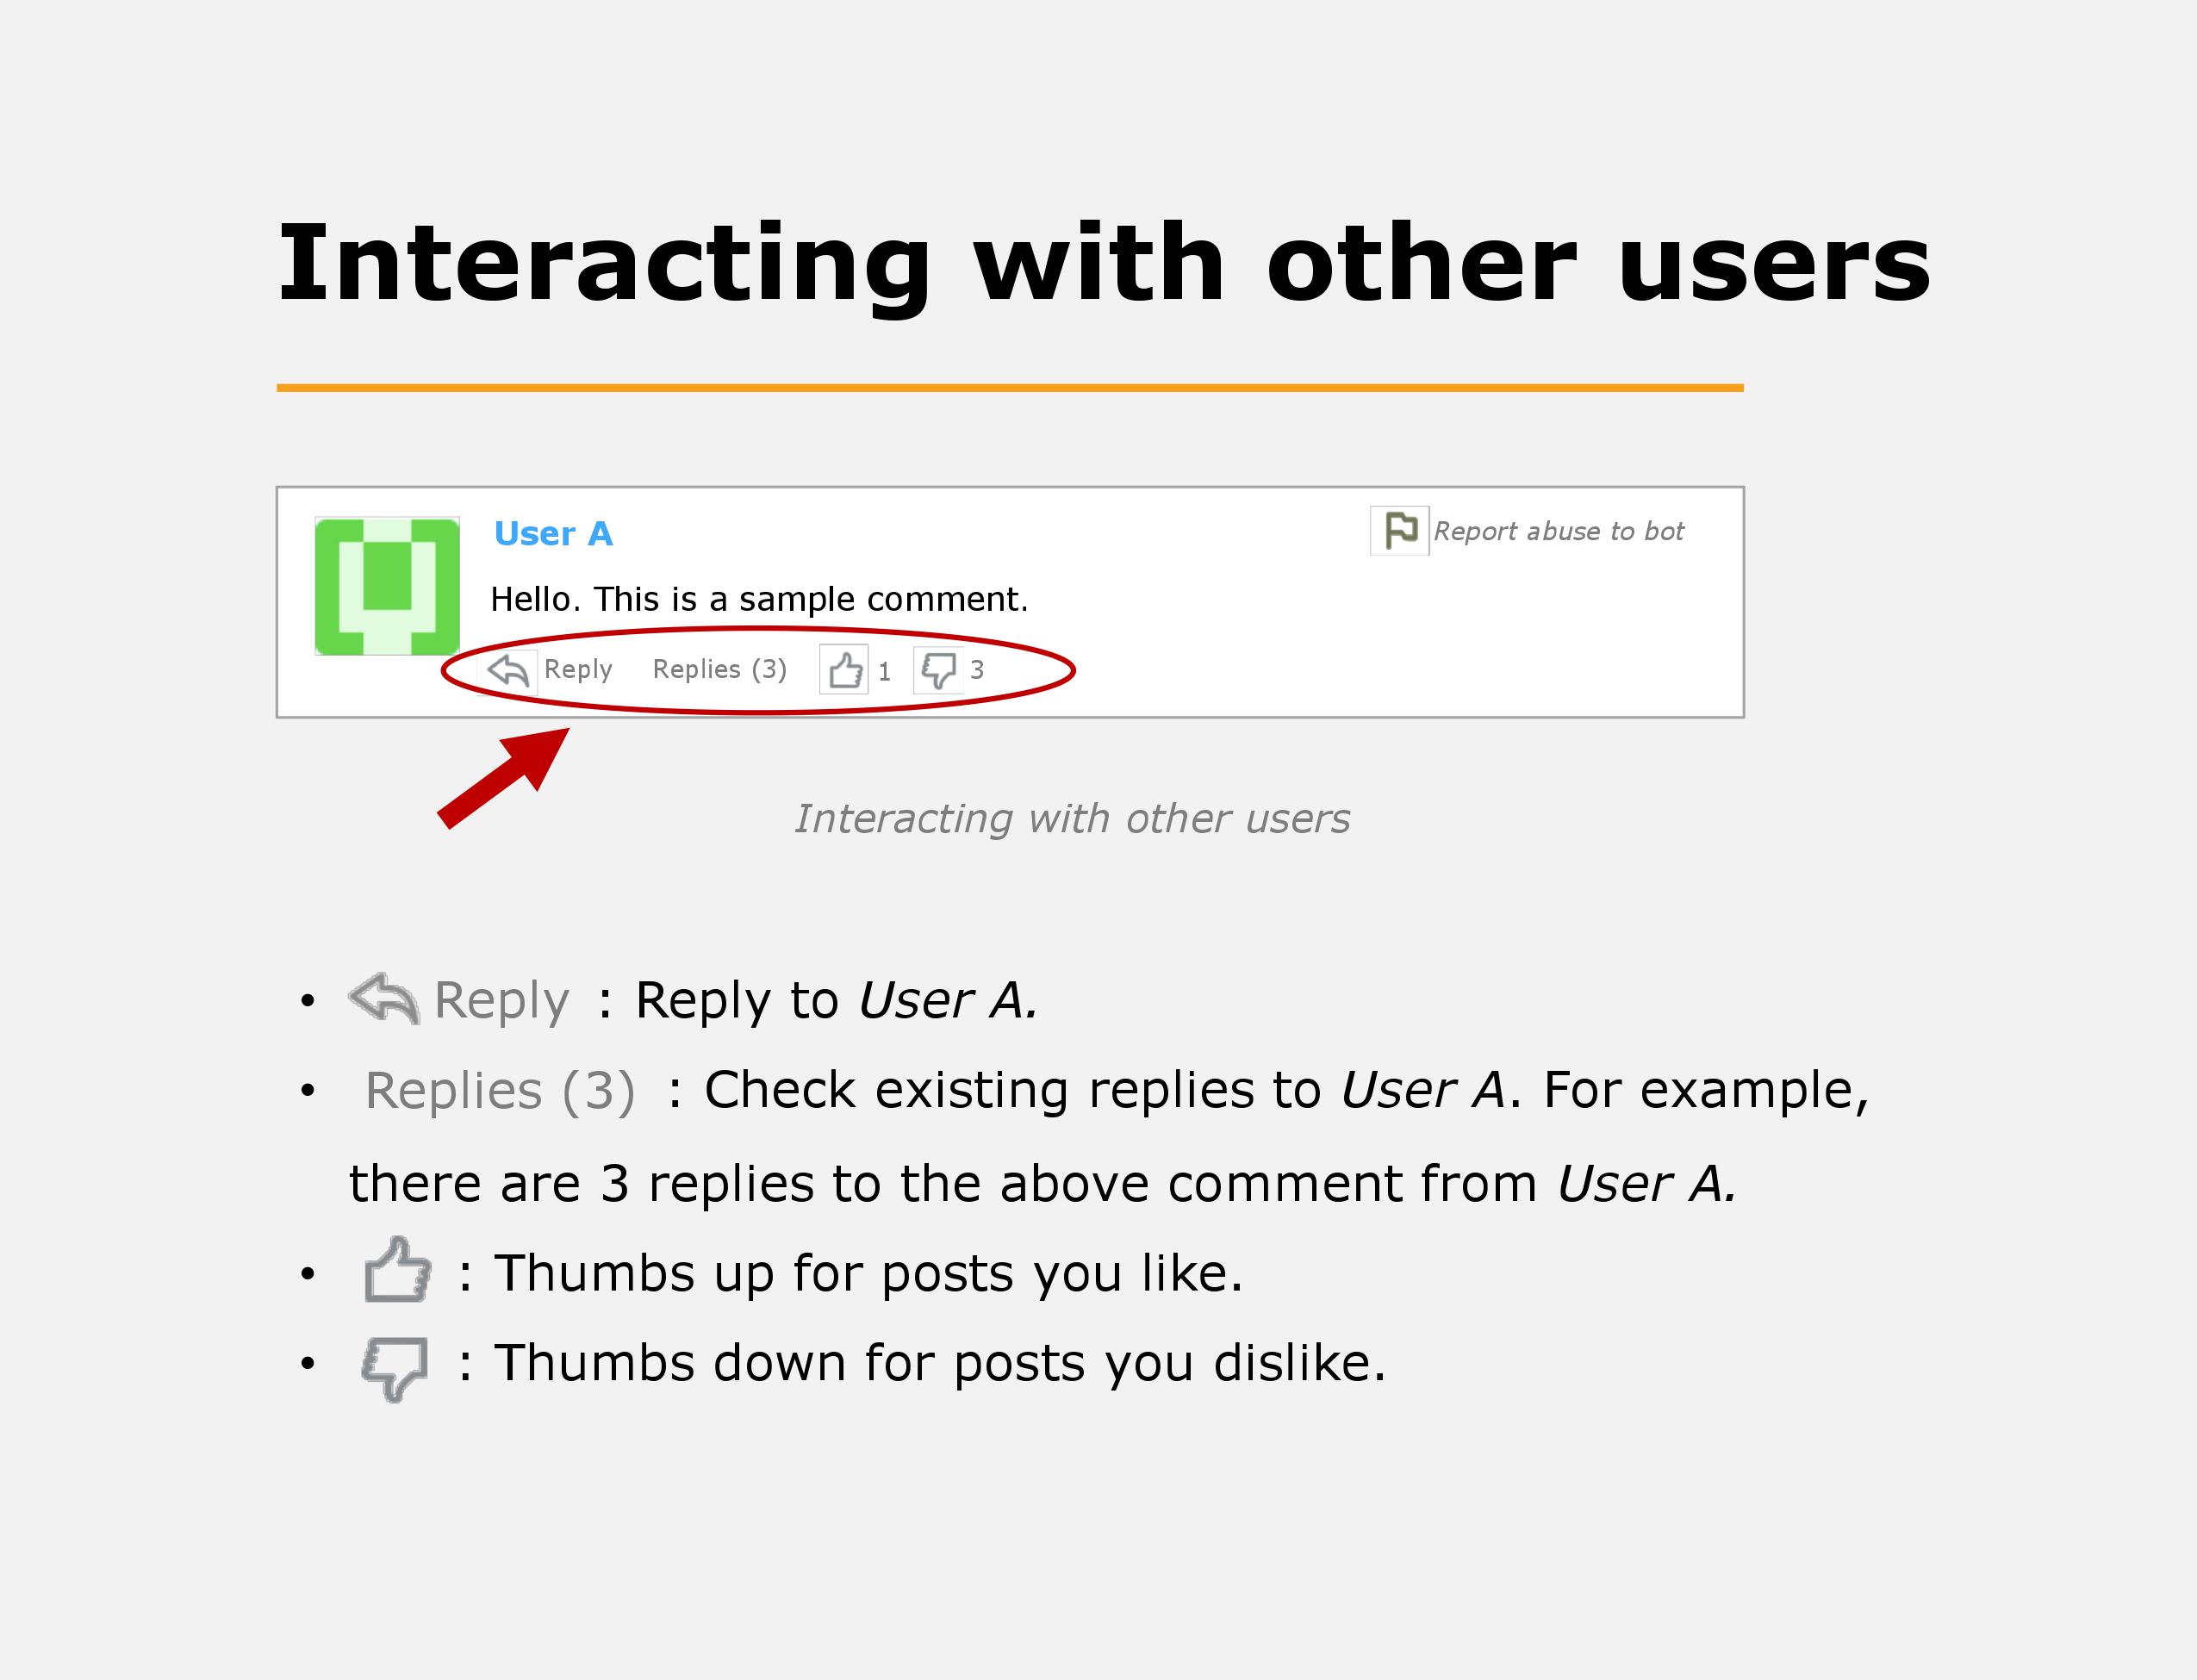 Interacting with other users
User A
Report abuse to bot
Hello. This is a sample comment.
Reply Replies (3) 1 3
Interacting with other users
• Reply : Reply to User A.
• Replies (3) : Check existing replies to User A. For example,
there are 3 replies to the above comment from User A.
• : Thumbs up for posts you like.
• : Thumbs down for posts you dislike.